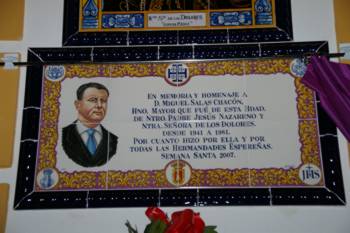 Ntra. Sra. de los Dolores
En memoria y homenaje a
D. Miguel Salas Chacón,
Hno. Mayor que fué de esta Hdad.
de Ntro. Padre Jesús Nazareno y
Ntra. Señora de los Dolores.
desde 1941 a 1981.
Por cuanto hizo por ella y por
todas las Hermandades Espereñas.
Semana Santa 2007.
JHS